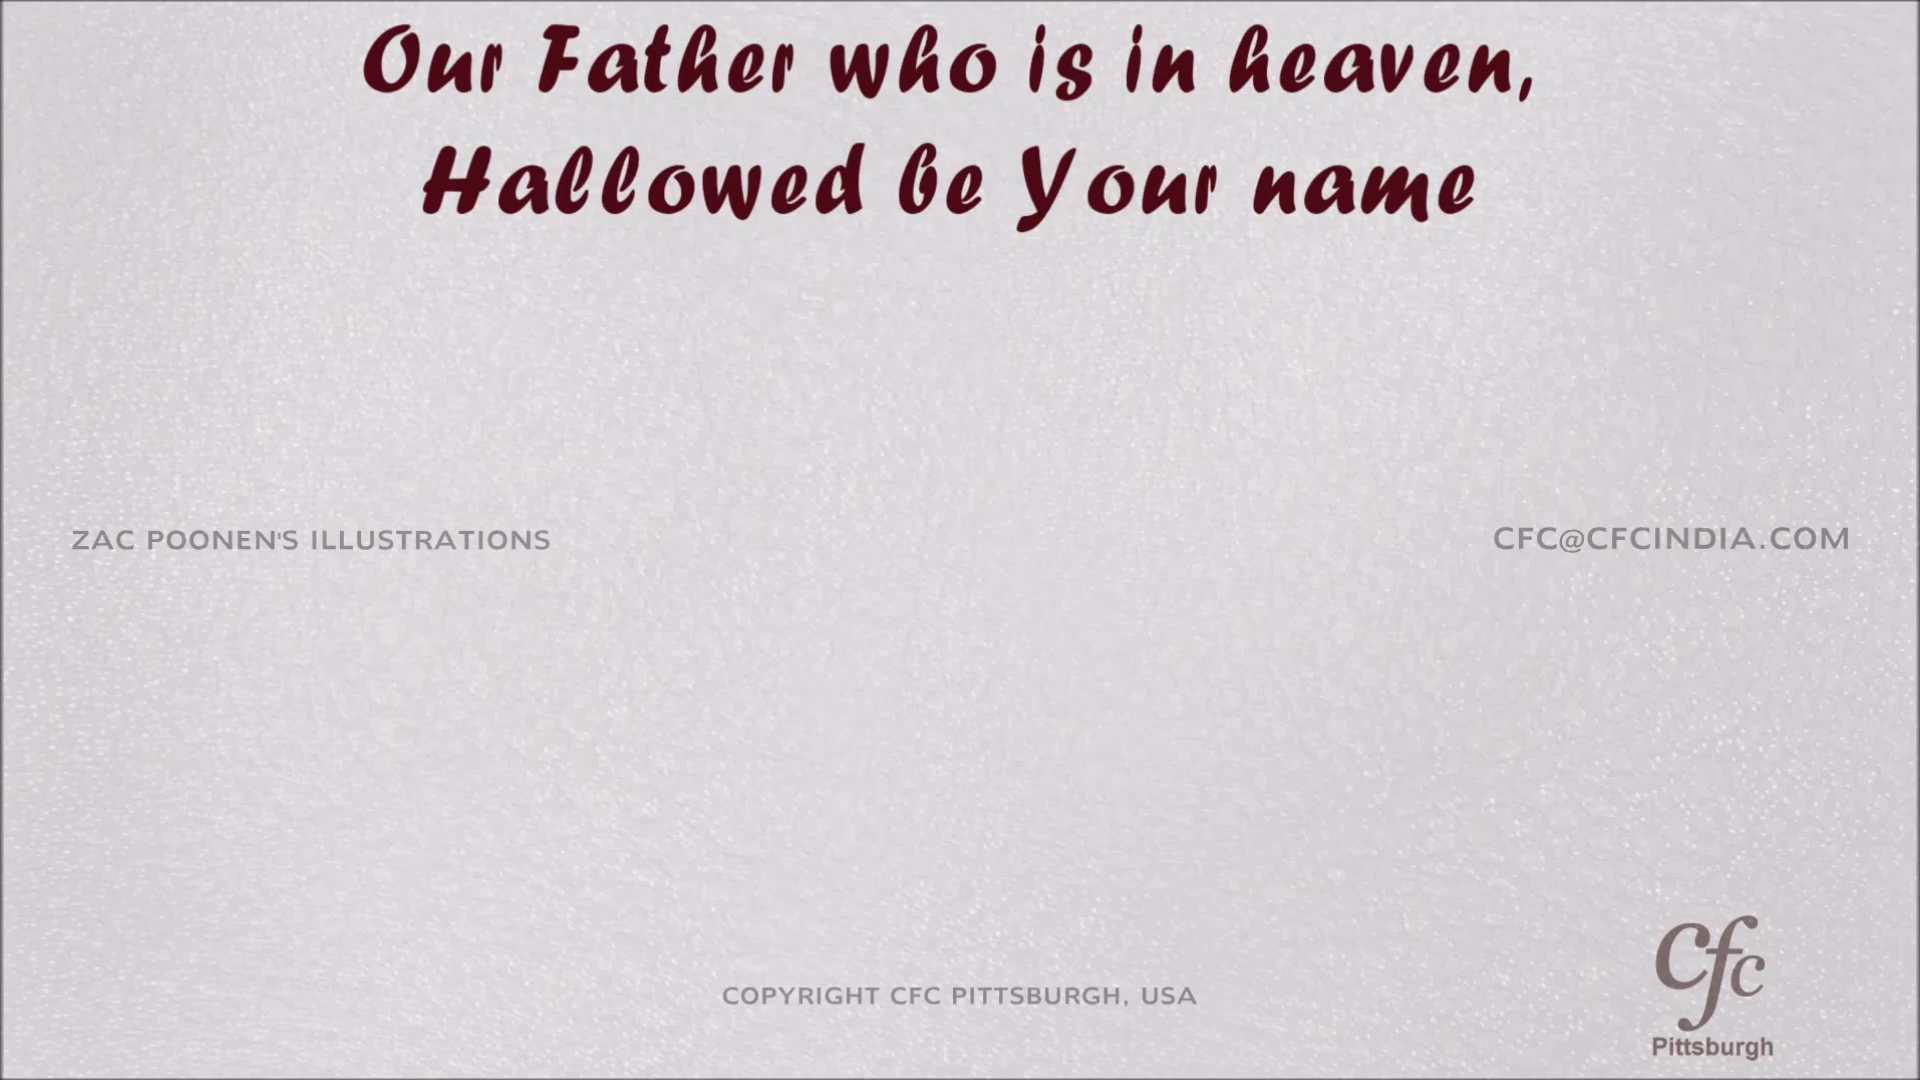 Our Father who is in heaven,
Hallowed be Your name
ZAC POONEN'S ILLUSTRATIONS
CFC@CFCINDIA.COM
COPYRIGHT CFC PITTSBURGH, USA
cfc
Pittsburgh